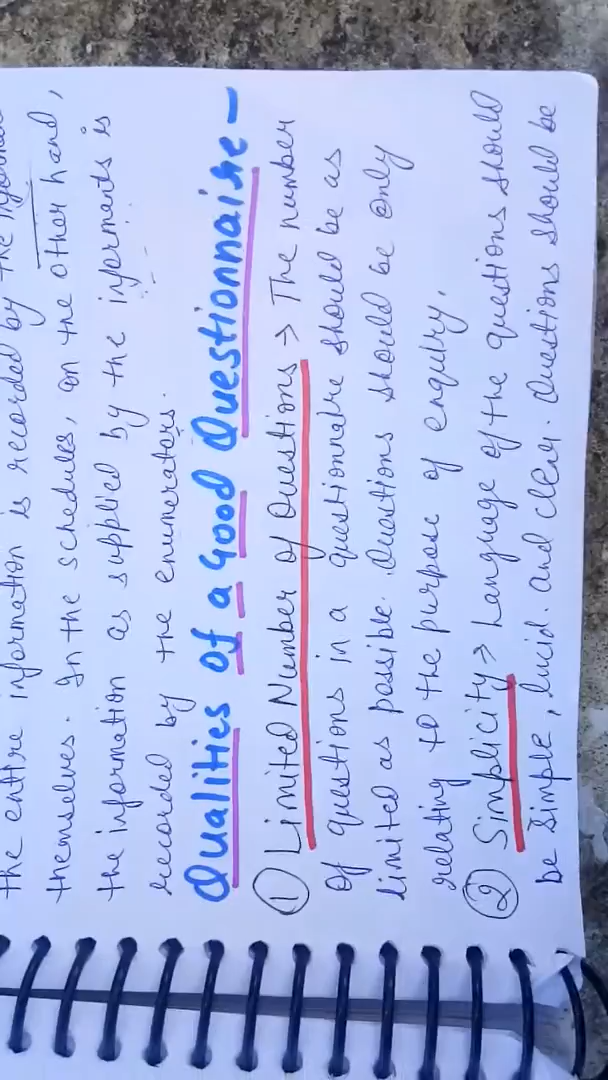 the entire information is recorded by the
themselves. In the schedules, on the other hand,
the information as supplied by the informants is
recorded by the enumerators.
Qualities of a Good Questionnaire -
① Limited Number of Questions → The number
of questions in a questionnaire should be as
limited as possible. Questions should be only
relating to the purpose of enquiry.
② Simplicity → Language of the questions should
be Simple, lucid. and clear. Questions should be